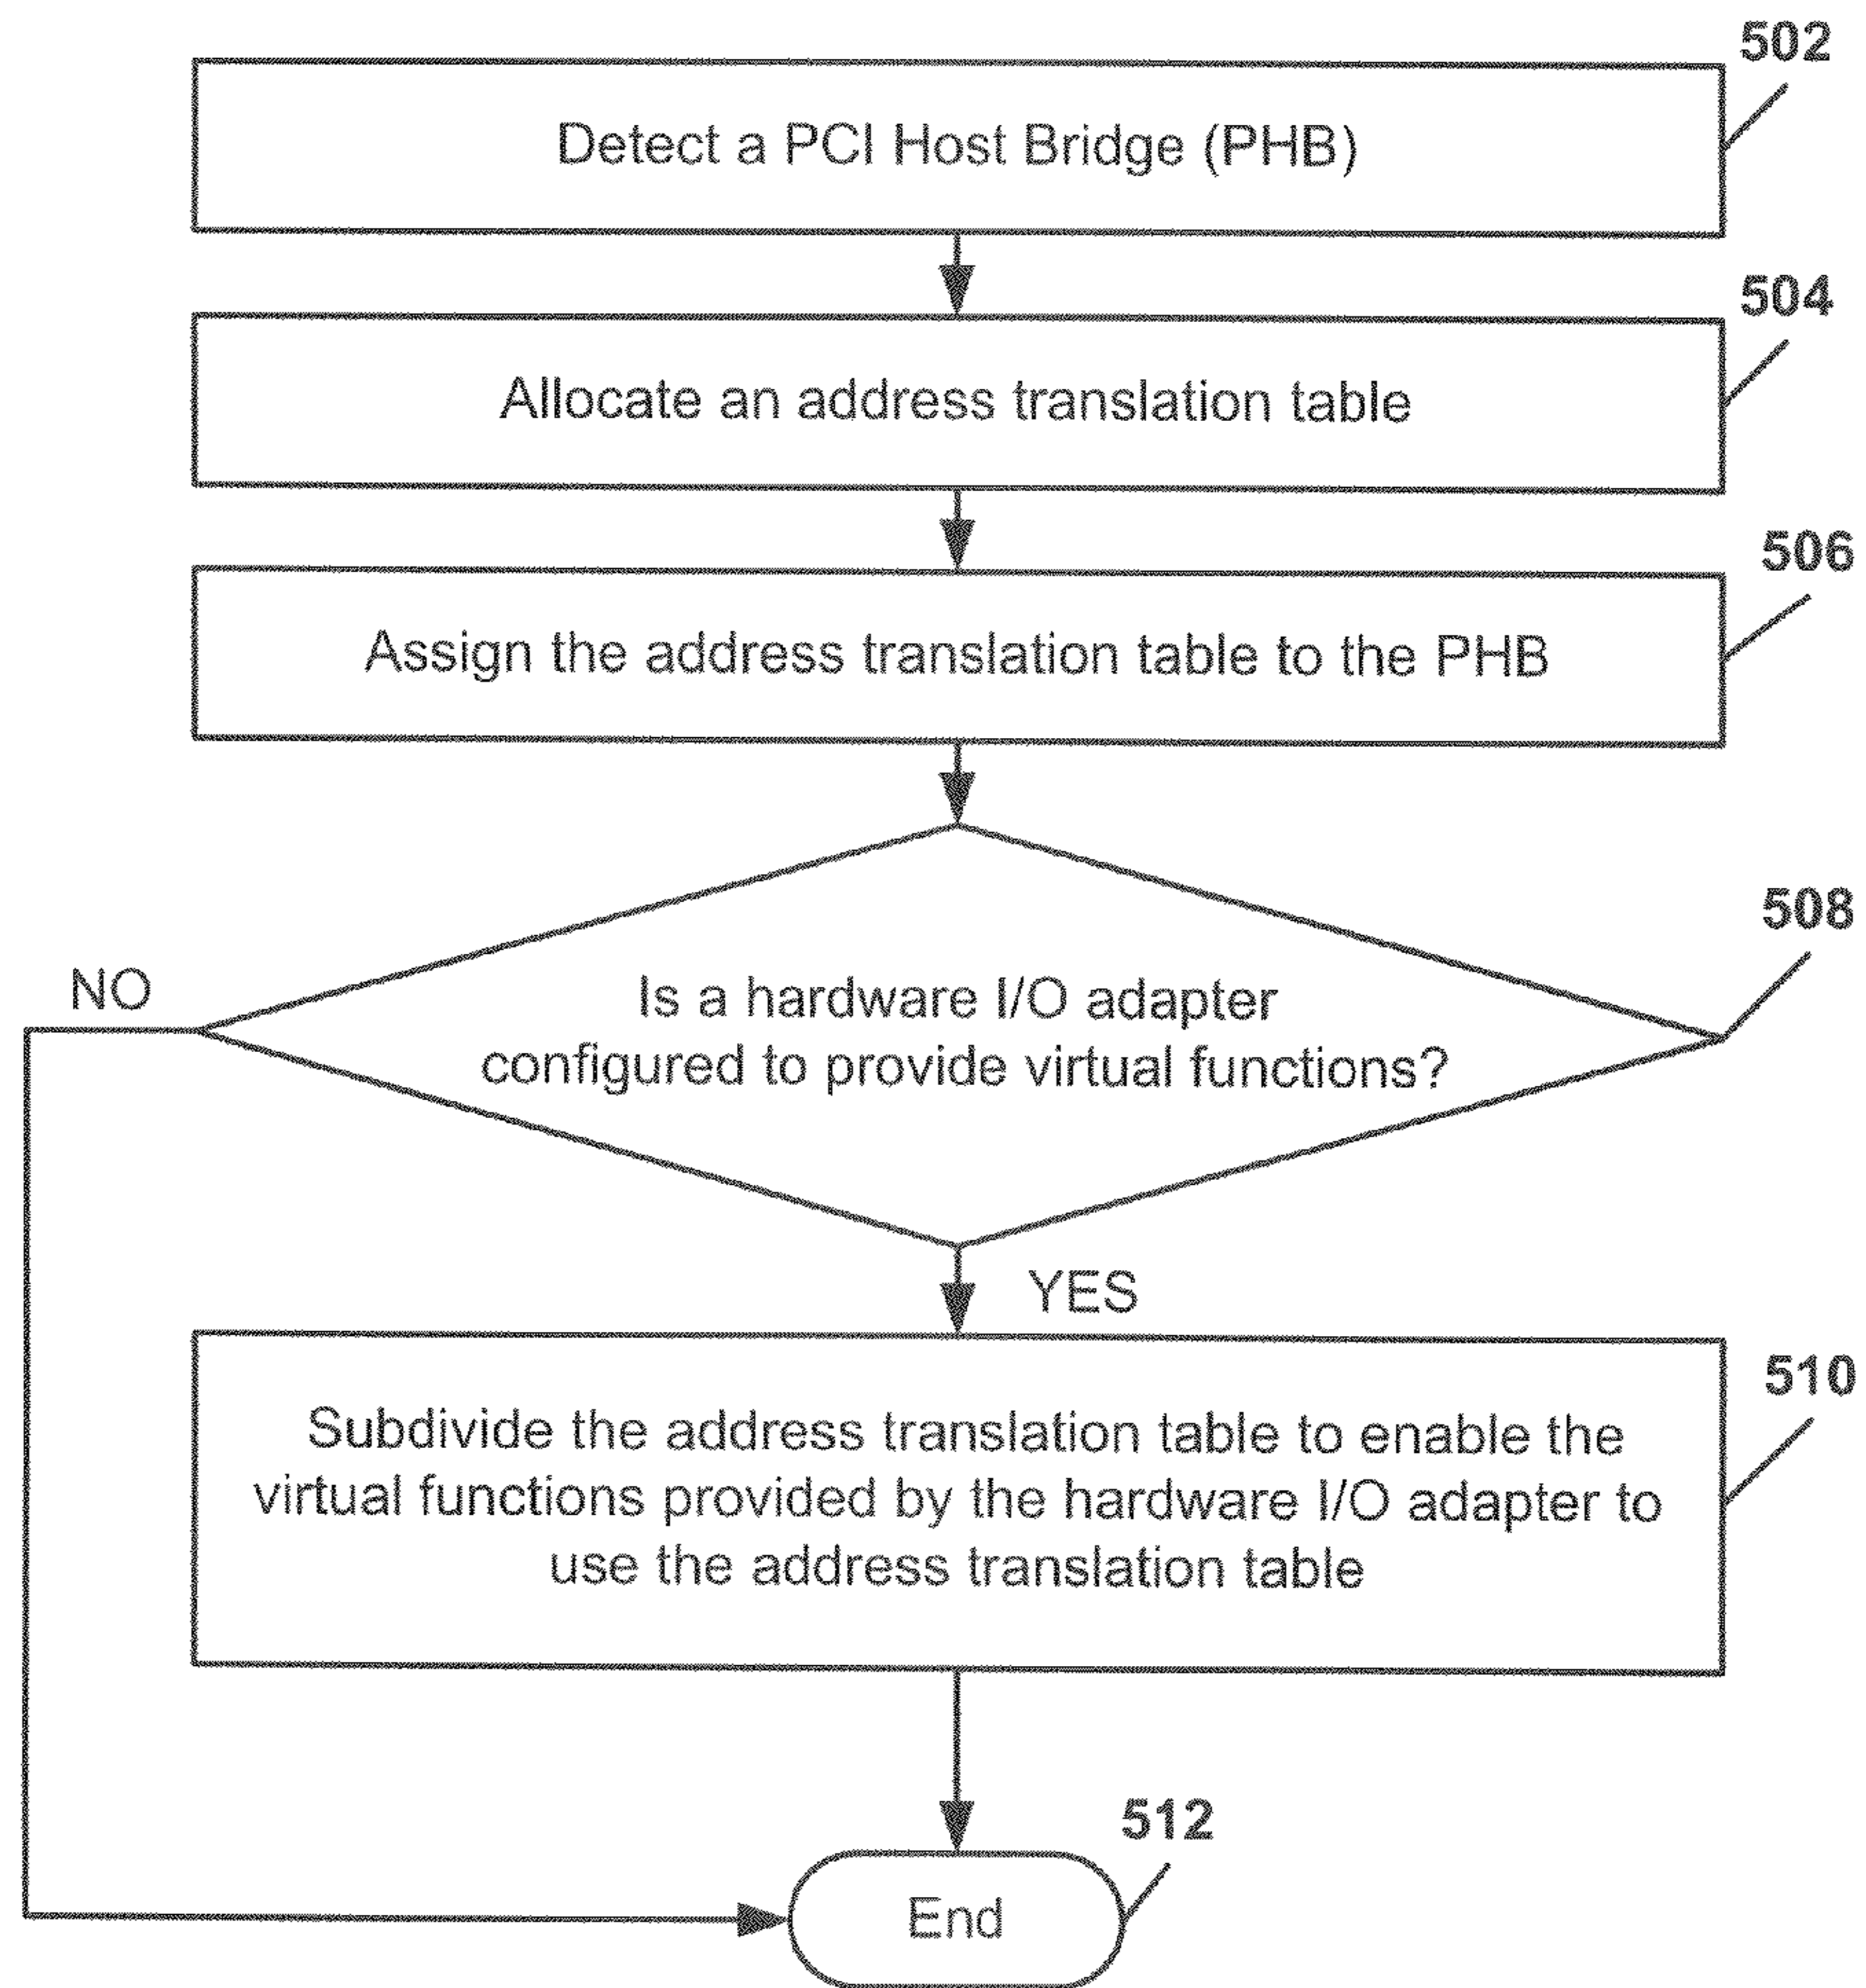 502
Detect a PCI Host Bridge (PHB)
504
Allocate an address translation table
506
Assign the address translation table to the PHB
508
NO
Is a hardware I/O adapter
configured to provide virtual functions?
YES
510
Subdivide the address translation table to enable the
virtual functions provided by the hardware I/O adapter to
use the address translation table
512
End